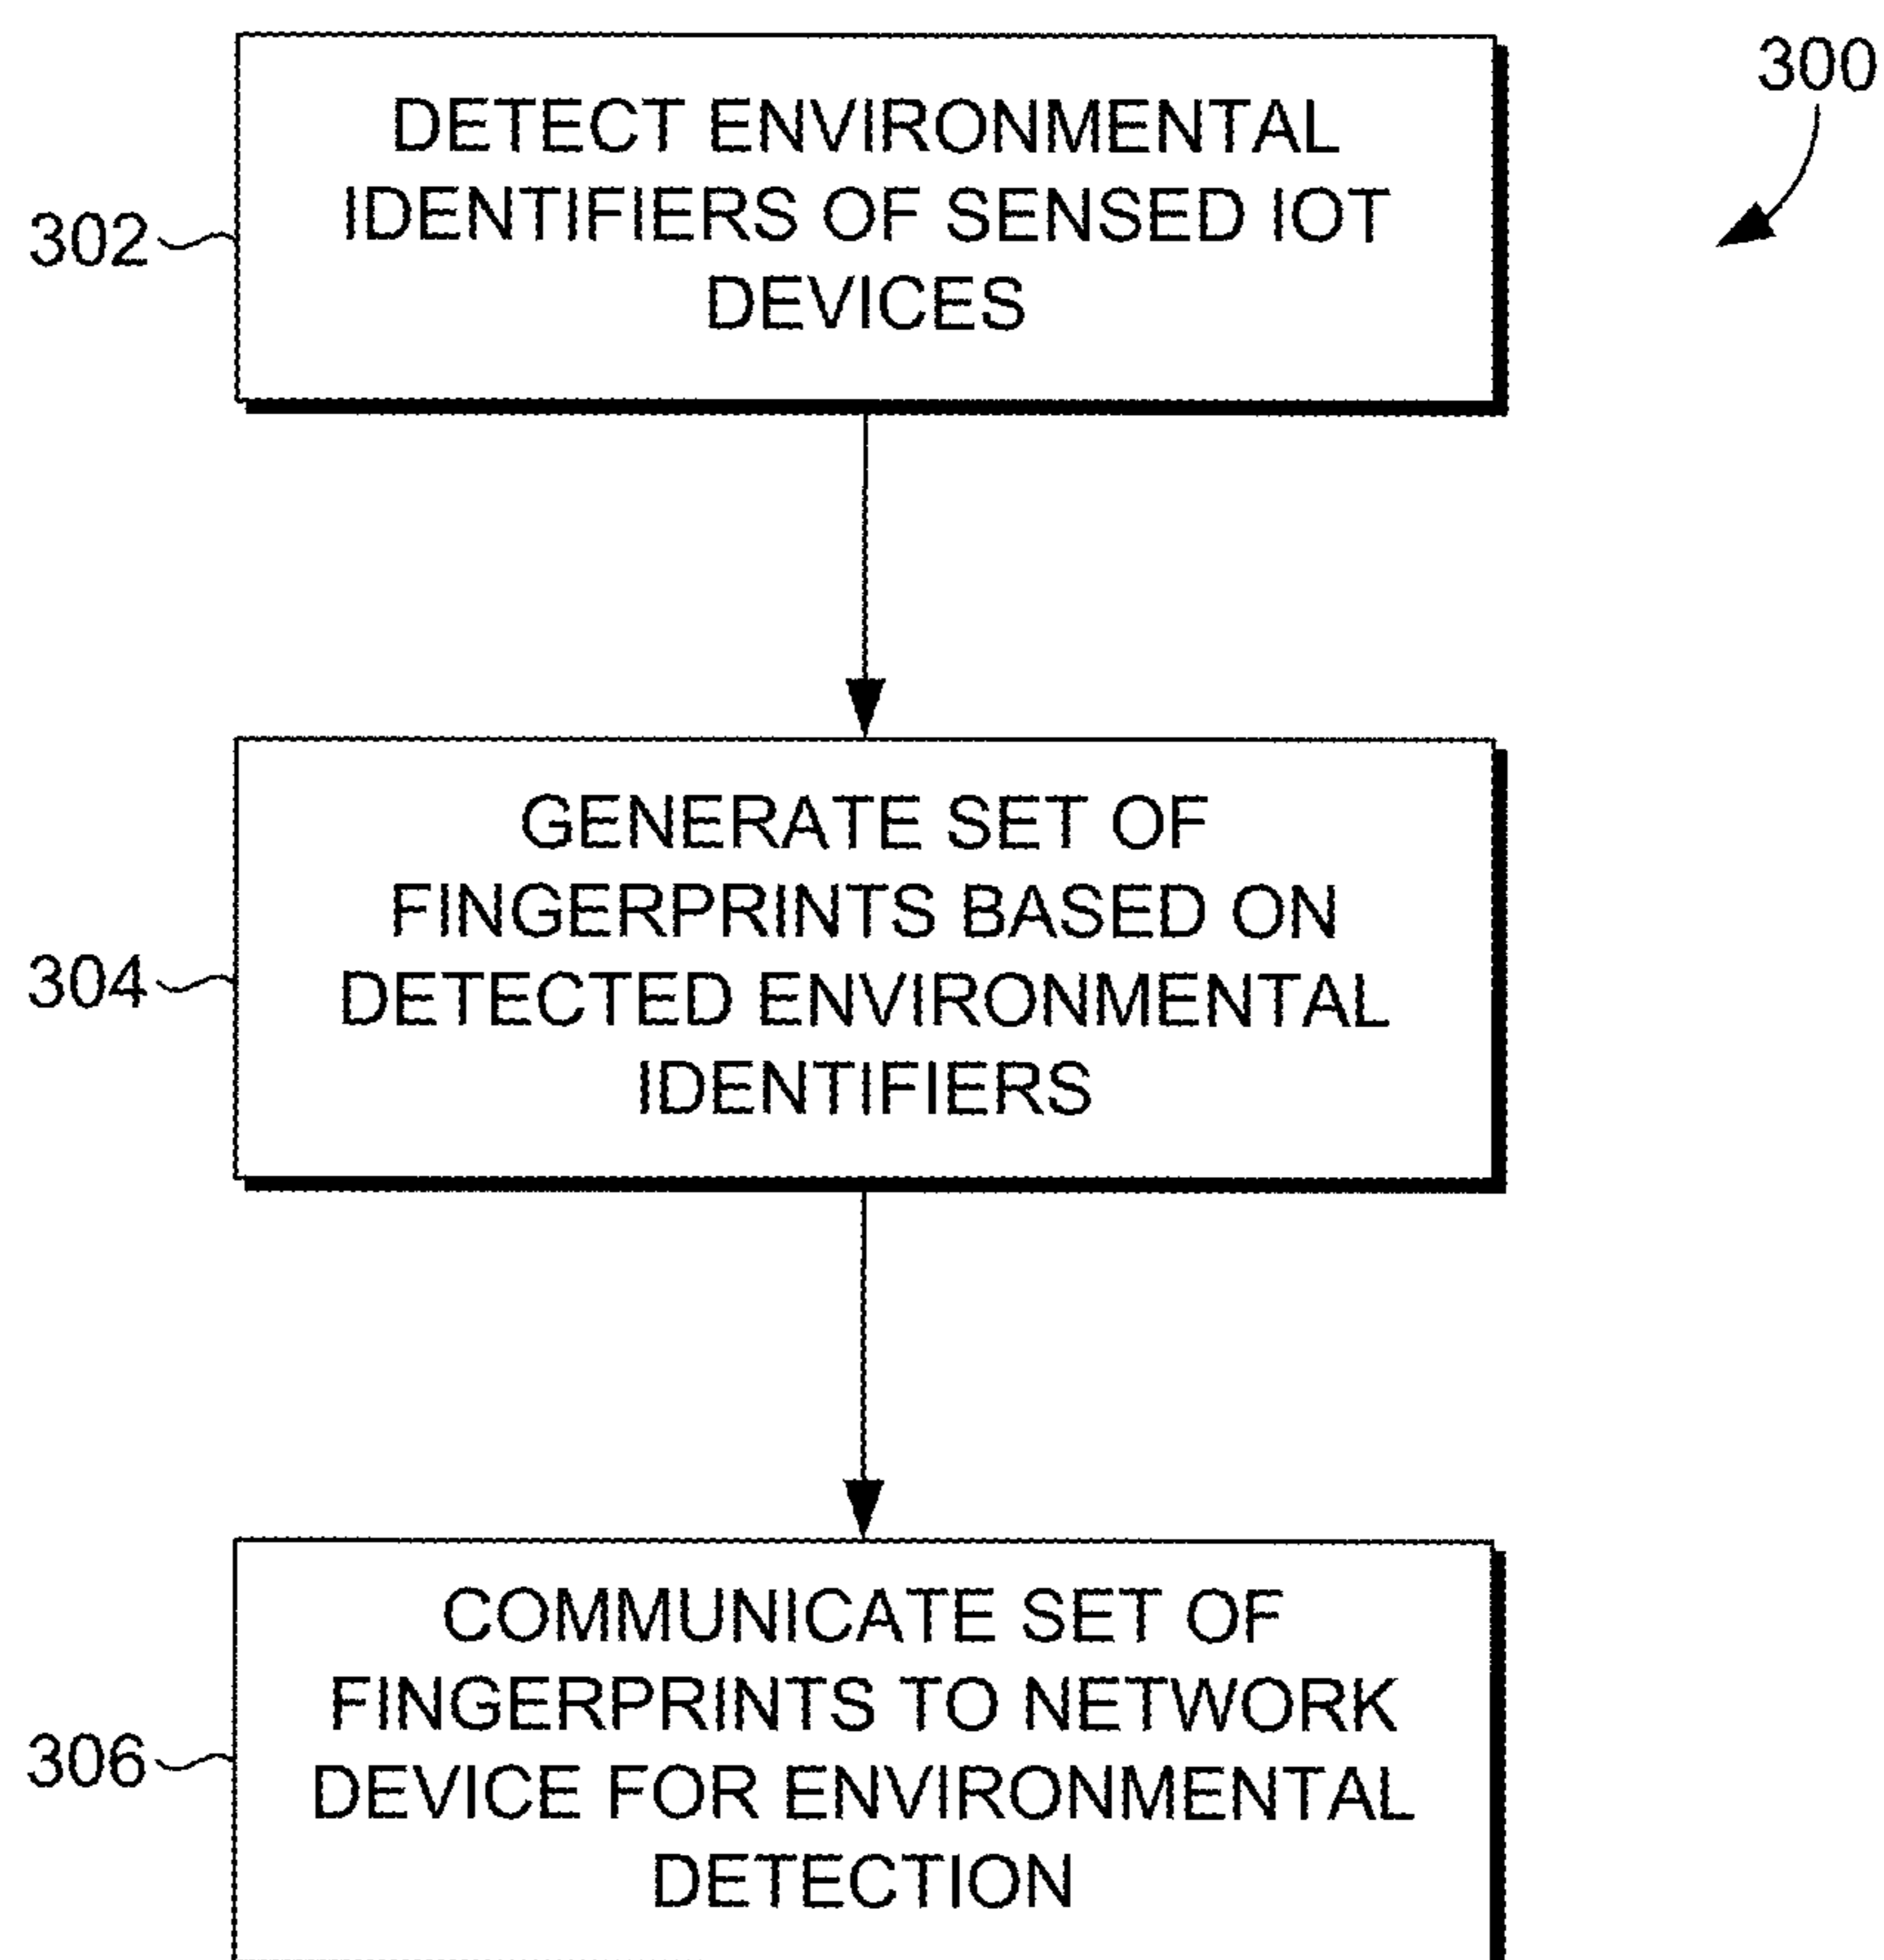 300
DETECT ENVIRONMENTAL
IDENTIFIERS OF SENSED IOT
DEVICES
302
GENERATE SET OF
FINGERPRINTS BASED ON
DETECTED ENVIRONMENTAL
IDENTIFIERS
304
COMMUNICATE SET OF
FINGERPRINTS TO NETWORK
DEVICE FOR ENVIRONMENTAL
DETECTION
306